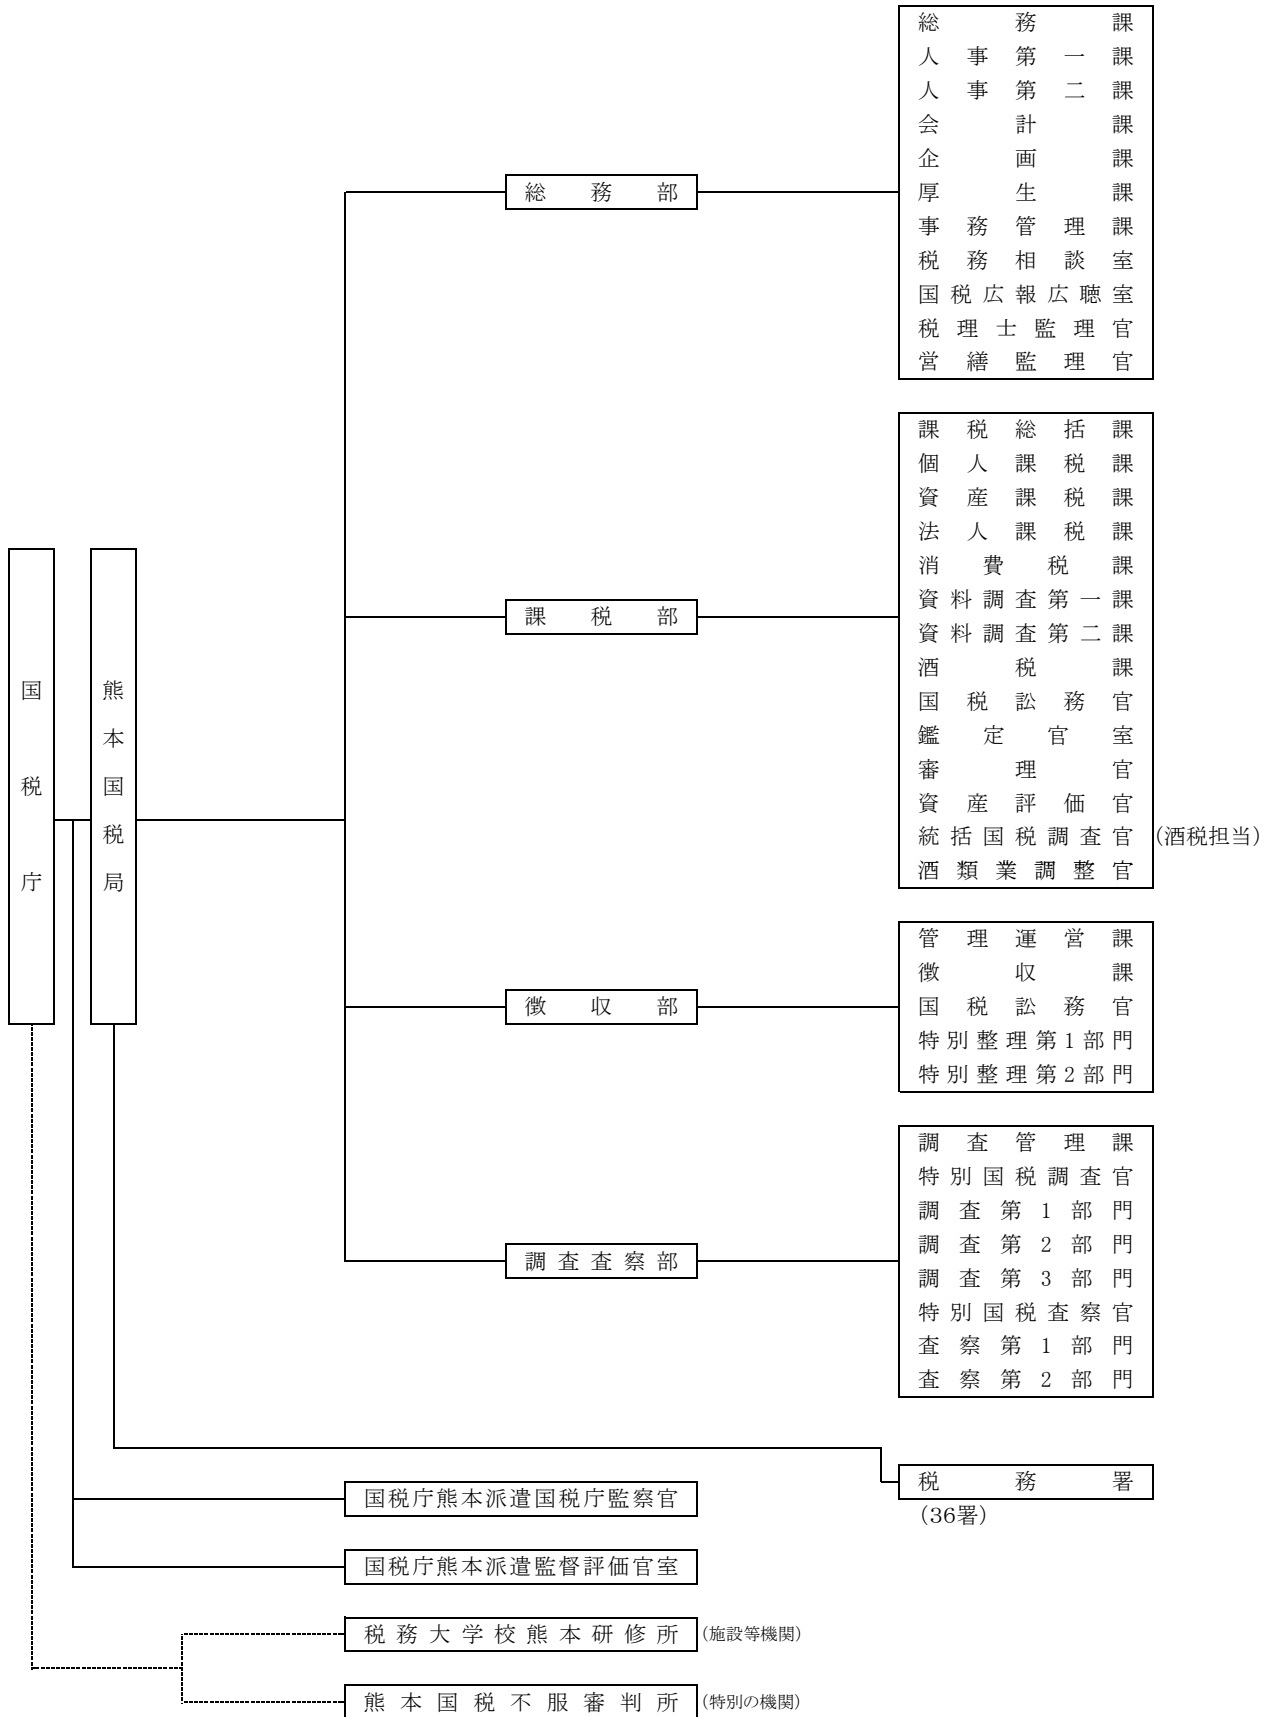 国税庁
熊本国税局
総務部
総務課
人事第一課
人事第二課
会計課
企画課
厚生課
事務管理課
税務相談室
国税広報広聴室
税理士監理官
営繕監理官
課税部
課税総括課
個人課税課
資産課税課
法人課税課
消費税課
資料調査第一課
資料調査第二課
酒税課
国税訟務官
鑑定官室
審理官
資産評価官
統括国税調査官(酒税担当)
酒類業調整官
徴収部
管理運営課
徴収課
国税訟務官
特別整理第1部門
特別整理第2部門
調査査察部
調査管理課
特別国税調査官
調査第1部門
調査第2部門
調査第3部門
特別国税査察官
査察第1部門
査察第2部門
税務署
(36署)
国税庁熊本派遣国税庁監察官
国税庁熊本派遣監督評価官室
税務大学校熊本研修所(施設等機関)
熊本国税不服審判所(特別の機関)